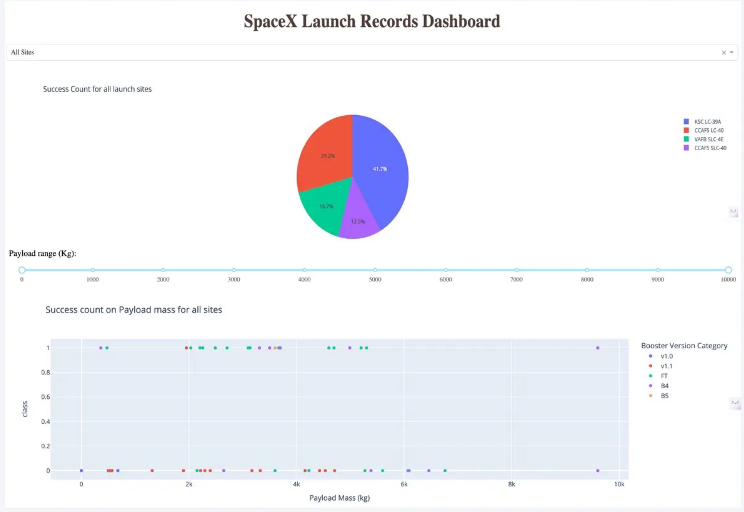 SpaceX Launch Records Dashboard
All Sites
Success Count for all launch sites
KSC LC-39A
CCAFS LC-40
VAFB SLC-4E
CCAFS SLC-40
29.2%
41.7%
16.7%
12.5%
Payload range (Kg):
0 1000 2000 3000 4000 5000 6000 7000 8000 9000 10000
Success count on Payload mass for all sites
Booster Version Category
v1.0
v1.1
FT
B4
B5
class
1
0.8
0.6
0.4
0.2
0
0 2k 4k 6k 8k 10k
Payload Mass (kg)